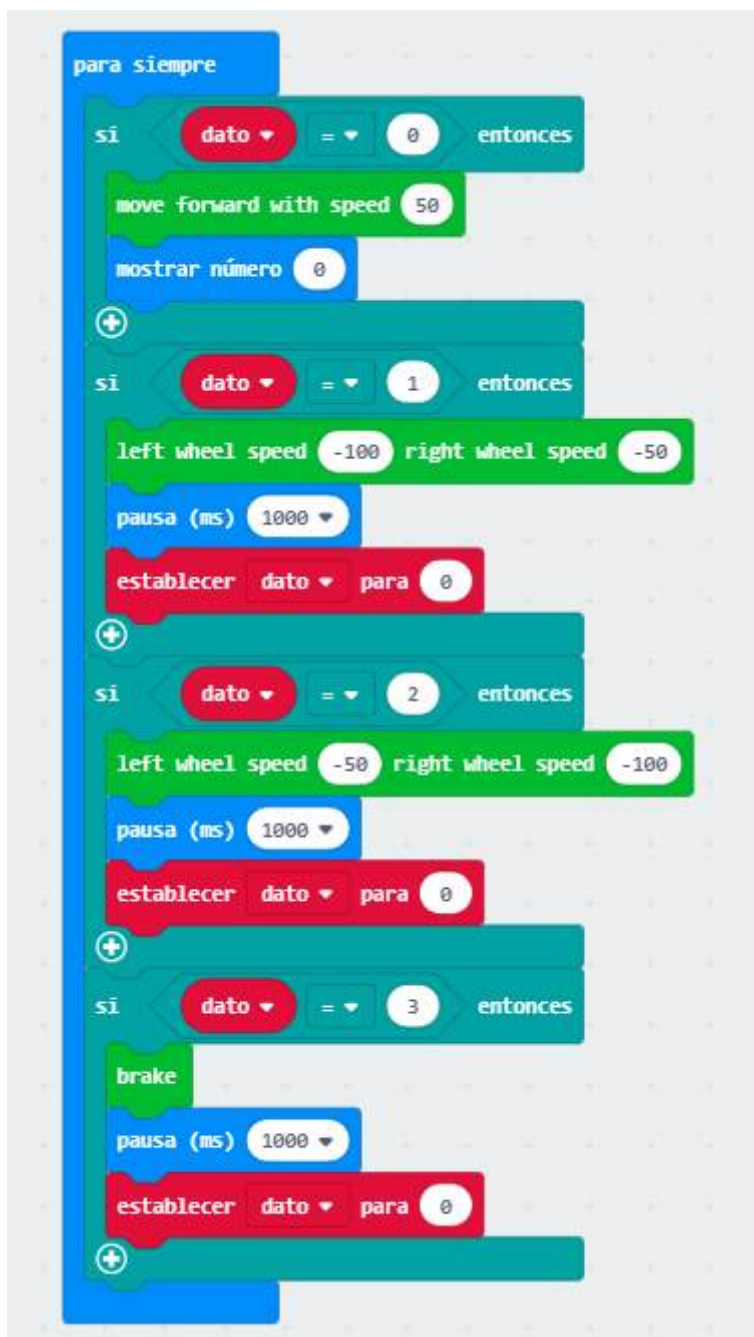 para siempre
si dato = 0 entonces
move forward with speed 50
mostrar número 0
si dato = 1 entonces
left wheel speed -100 right wheel speed -50
pausa (ms) 1000
establecer dato para 0
si dato = 2 entonces
left wheel speed -50 right wheel speed -100
pausa (ms) 1000
establecer dato para 0
si dato = 3 entonces
brake
pausa (ms) 1000
establecer dato para 0